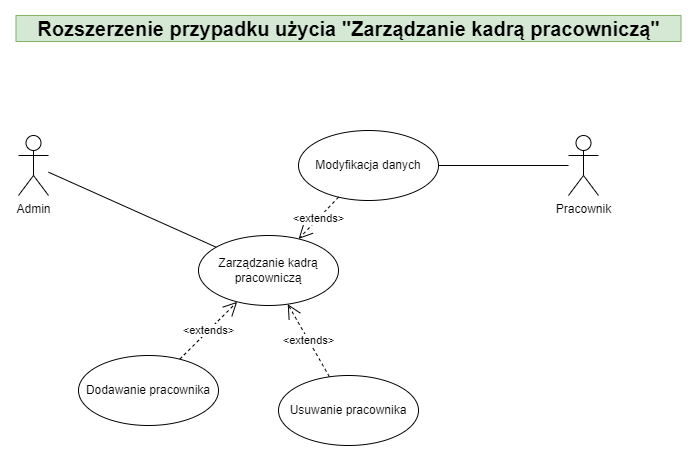 Rozszerzenie przypadku użycia "Zarządzanie kadrą pracowniczą"
Modyfikacja danych
Admin
Pracownik
<extends>
Zarządzanie kadrą
pracowniczą
<extends>
<extends>
Dodawanie pracownika
Usuwanie pracownika